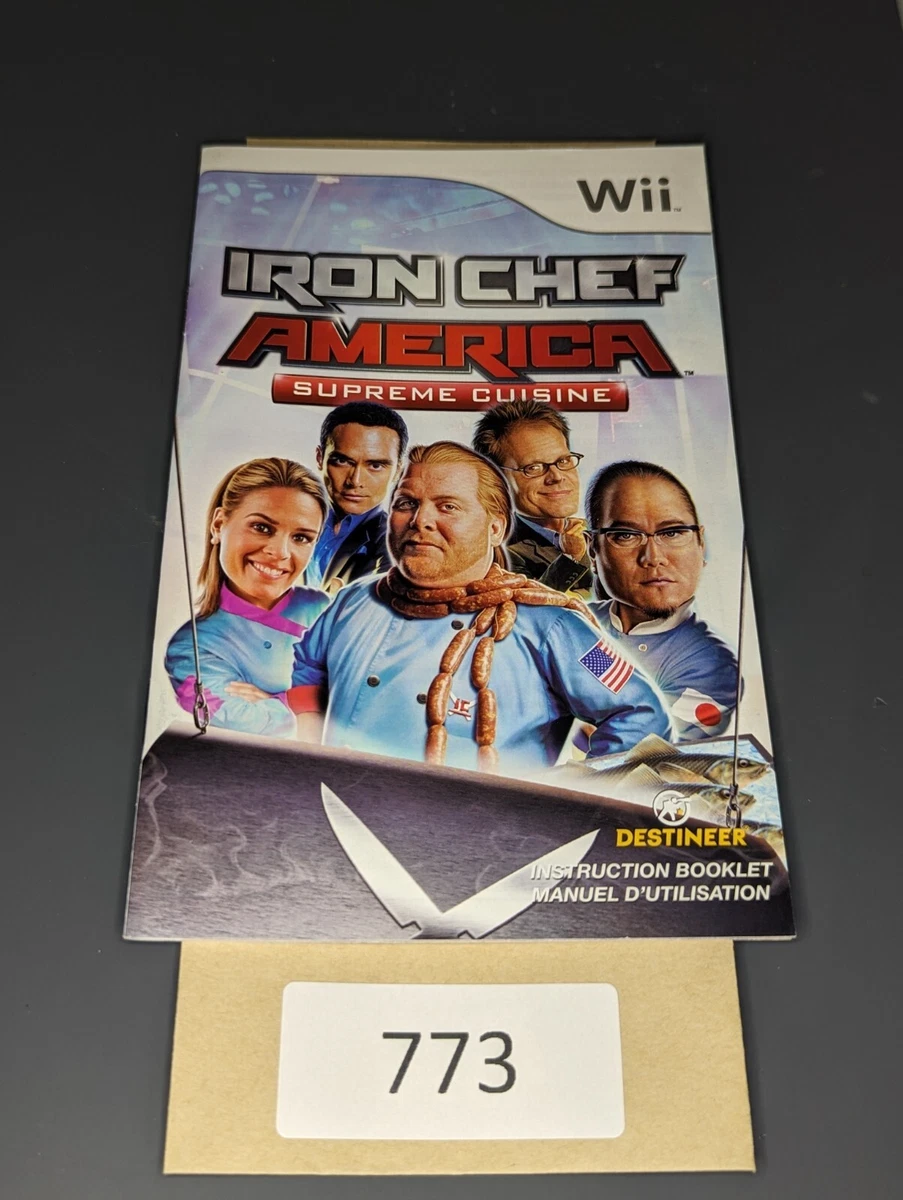 Wii
IRON CHEF
AMERICA
SUPREME CUISINE
DESTINEER
INSTRUCTION BOOKLET
MANUEL D'UTILISATION
773